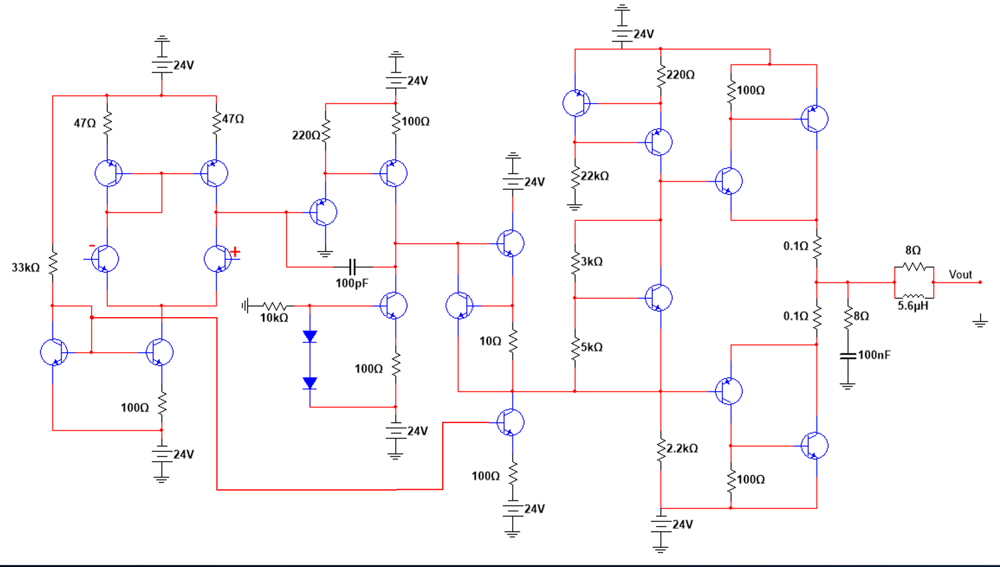 24V
24V
24V
220Ω
100Ω
47Ω
47Ω
220Ω
100Ω
22kΩ
24V
-
+
33kΩ
100pF
10kΩ
3kΩ
0.1Ω
8Ω
Vout
5.6µH
0.1Ω
8Ω
10Ω
5kΩ
100nF
100Ω
100Ω
24V
24V
2.2kΩ
100Ω
100Ω
24V
24V